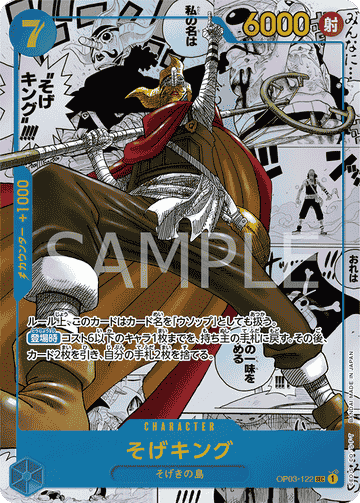 7
6000
射
私の名は
“そげキング”!!!!
カウンター +1000
おれは
SAMPLE
ルール上、このカードはカード名を「ウソップ」としても扱う。
登場時 コスト6以下のキャラ1枚までを、持ち主の手札に戻す。その後、
カード2枚を引き、自分の手札2枚を捨てる。
CHARACTER
そげキング
そげきの島
OP03-122 SEC 1
MADE IN JAPAN